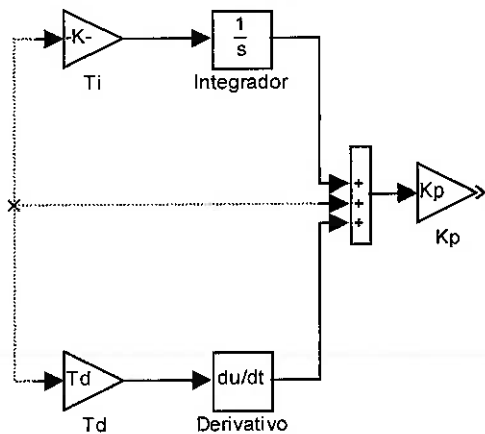 -K-
Ti
1
s
Integrador
+
+
+
Kp
Kp
Td
Td
du/dt
Derivativo